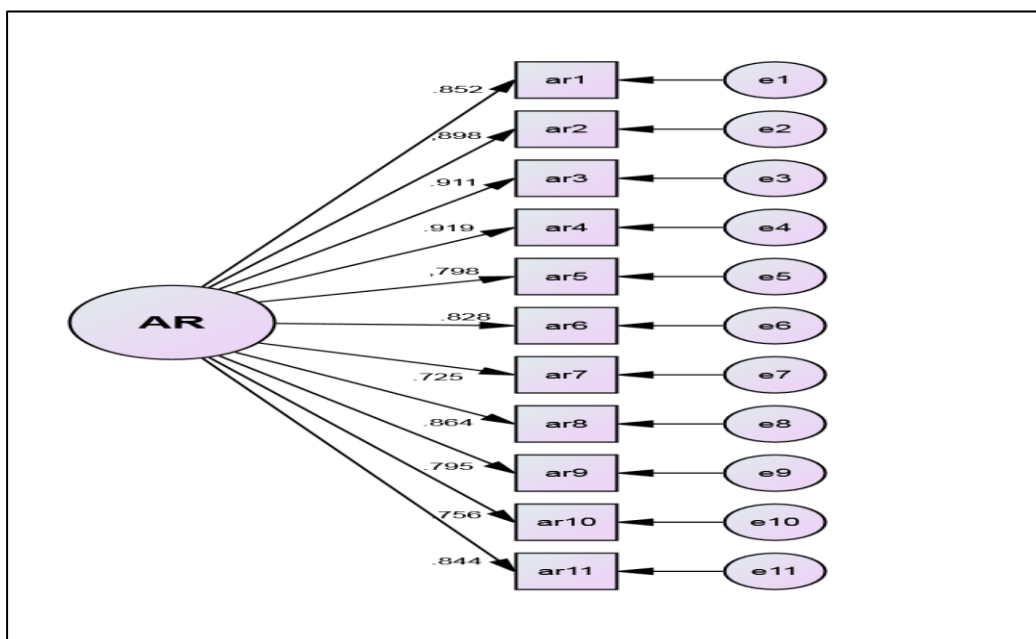 ar1
e1
.852
ar2
e2
.898
ar3
e3
.911
ar4
e4
.919
ar5
e5
.798
AR
ar6
e6
.828
ar7
e7
.725
ar8
e8
.864
ar9
e9
.795
ar10
e10
.756
ar11
e11
.844